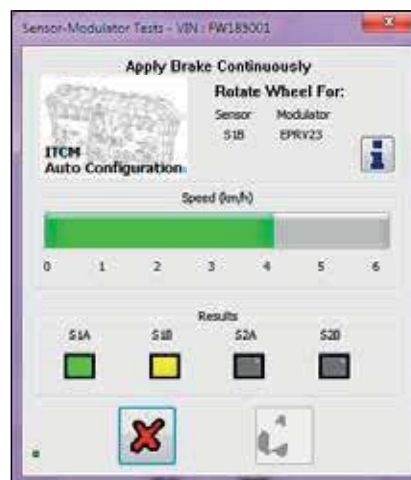 Sensor-Modulator Tests - VIN : FW183001
Apply Brake Continuously
Rotate Wheel For:
Sensor Modulator
S1B EPRV23
ITCM
Auto Configuration
Speed (km/h)
0 1 2 3 4 5 6
Results
S1A S1B S2A S2B